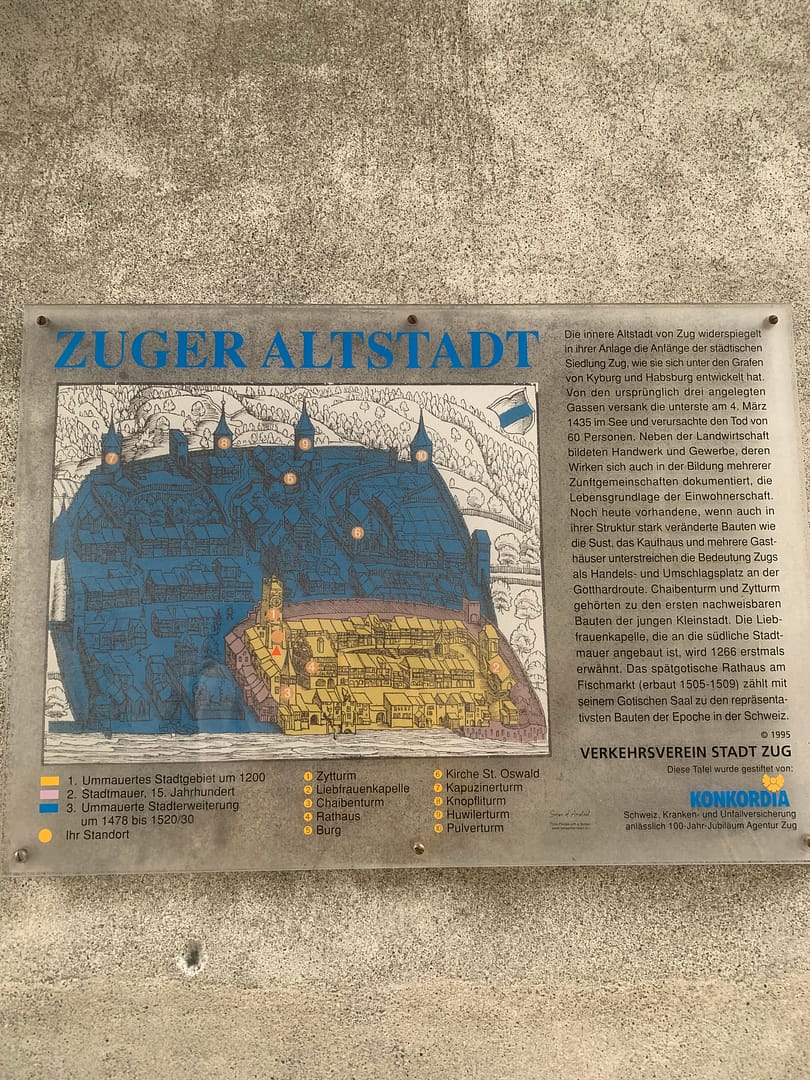 ZUGER ALTSTADT
Die innere Altstadt von Zug widerspiegelt
in ihrer Anlage die Anfänge der städtischen
Siedlung Zug, wie sie sich unter den Grafen
von Kyburg und Habsburg entwickelt hat.
Von den ursprünglich drei angelegten
Gassen versank die unterste am 4. März
1435 im See und verursachte den Tod von
60 Personen. Neben der Landwirtschaft
bildeten Handwerk und Gewerbe, deren
Wirken sich auch in der Bildung mehrerer
Zunftgemeinschaften dokumentiert, die
Lebensgrundlage der Einwohnerschaft.
Noch heute vorhandene, wenn auch in
ihrer Struktur stark veränderte Bauten wie
die Sust, das Kaufhaus und mehrere Gast-
häuser unterstreichen die Bedeutung Zugs
als Handels- und Umschlagsplatz an der
Gotthardroute. Chaibenturm und Zytturm
gehörten zu den ersten nachweisbaren
Bauten der jungen Kleinstadt. Die Lieb-
frauenkapelle, die an die südliche Stadt-
mauer angebaut ist, wird 1266 erstmals
erwähnt. Das spätgotische Rathaus am
Fischmarkt (erbaut 1505-1509) zählt mit
seinem Gotischen Saal zu den repräsenta-
tivsten Bauten der Epoche in der Schweiz.
© 1995
VERKEHRSVEREIN STADT ZUG
Diese Tafel wurde gestiftet von:
KONKORDIA
Schweiz. Kranken- und Unfallversicherung
anlässlich 100-Jahr-Jubiläum Agentur Zug
7
8
9
10
5
6
1
4
2
3
1. Ummauertes Stadtgebiet um 1200
2. Stadtmauer, 15. Jahrhundert
3. Ummauerte Stadterweiterung
um 1478 bis 1520/30
Ihr Standort
1 Zytturm
2 Liebfrauenkapelle
3 Chaibenturm
4 Rathaus
5 Burg
6 Kirche St. Oswald
7 Kapuzinerturm
8 Knopfliturm
9 Huwilerturm
10 Pulverturm